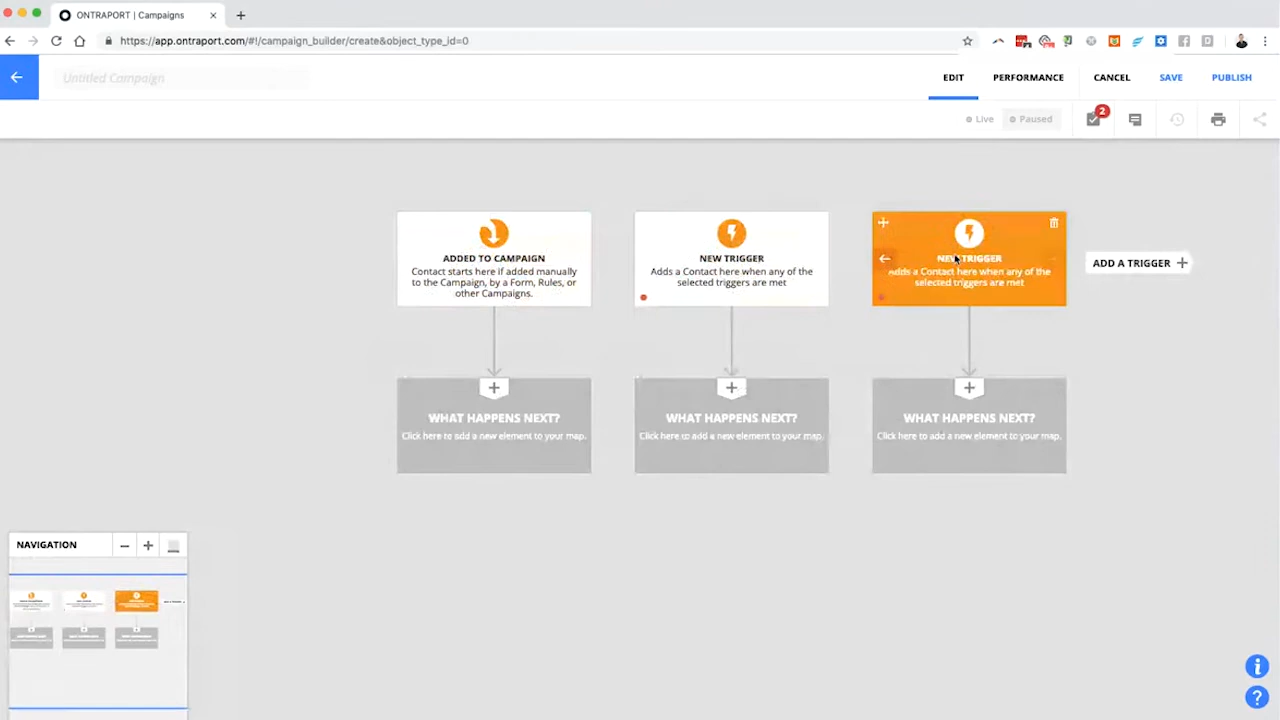 ONTRAPORT | Campaigns
https://app.ontraport.com/#!/campaign_builder/create&object_type_id=0
Untitled Campaign
EDIT
PERFORMANCE
CANCEL
SAVE
PUBLISH
Live
Paused
2
ADDED TO CAMPAIGN
Contact starts here if added manually
to the Campaign, by a Form, Rules, or
other Campaigns.
NEW TRIGGER
Adds a Contact here when any of the
selected triggers are met
NEW TRIGGER
Adds a Contact here when any of the
selected triggers are met
ADD A TRIGGER +
WHAT HAPPENS NEXT?
Click here to add a new element to your map.
WHAT HAPPENS NEXT?
Click here to add a new element to your map.
WHAT HAPPENS NEXT?
Click here to add a new element to your map.
NAVIGATION